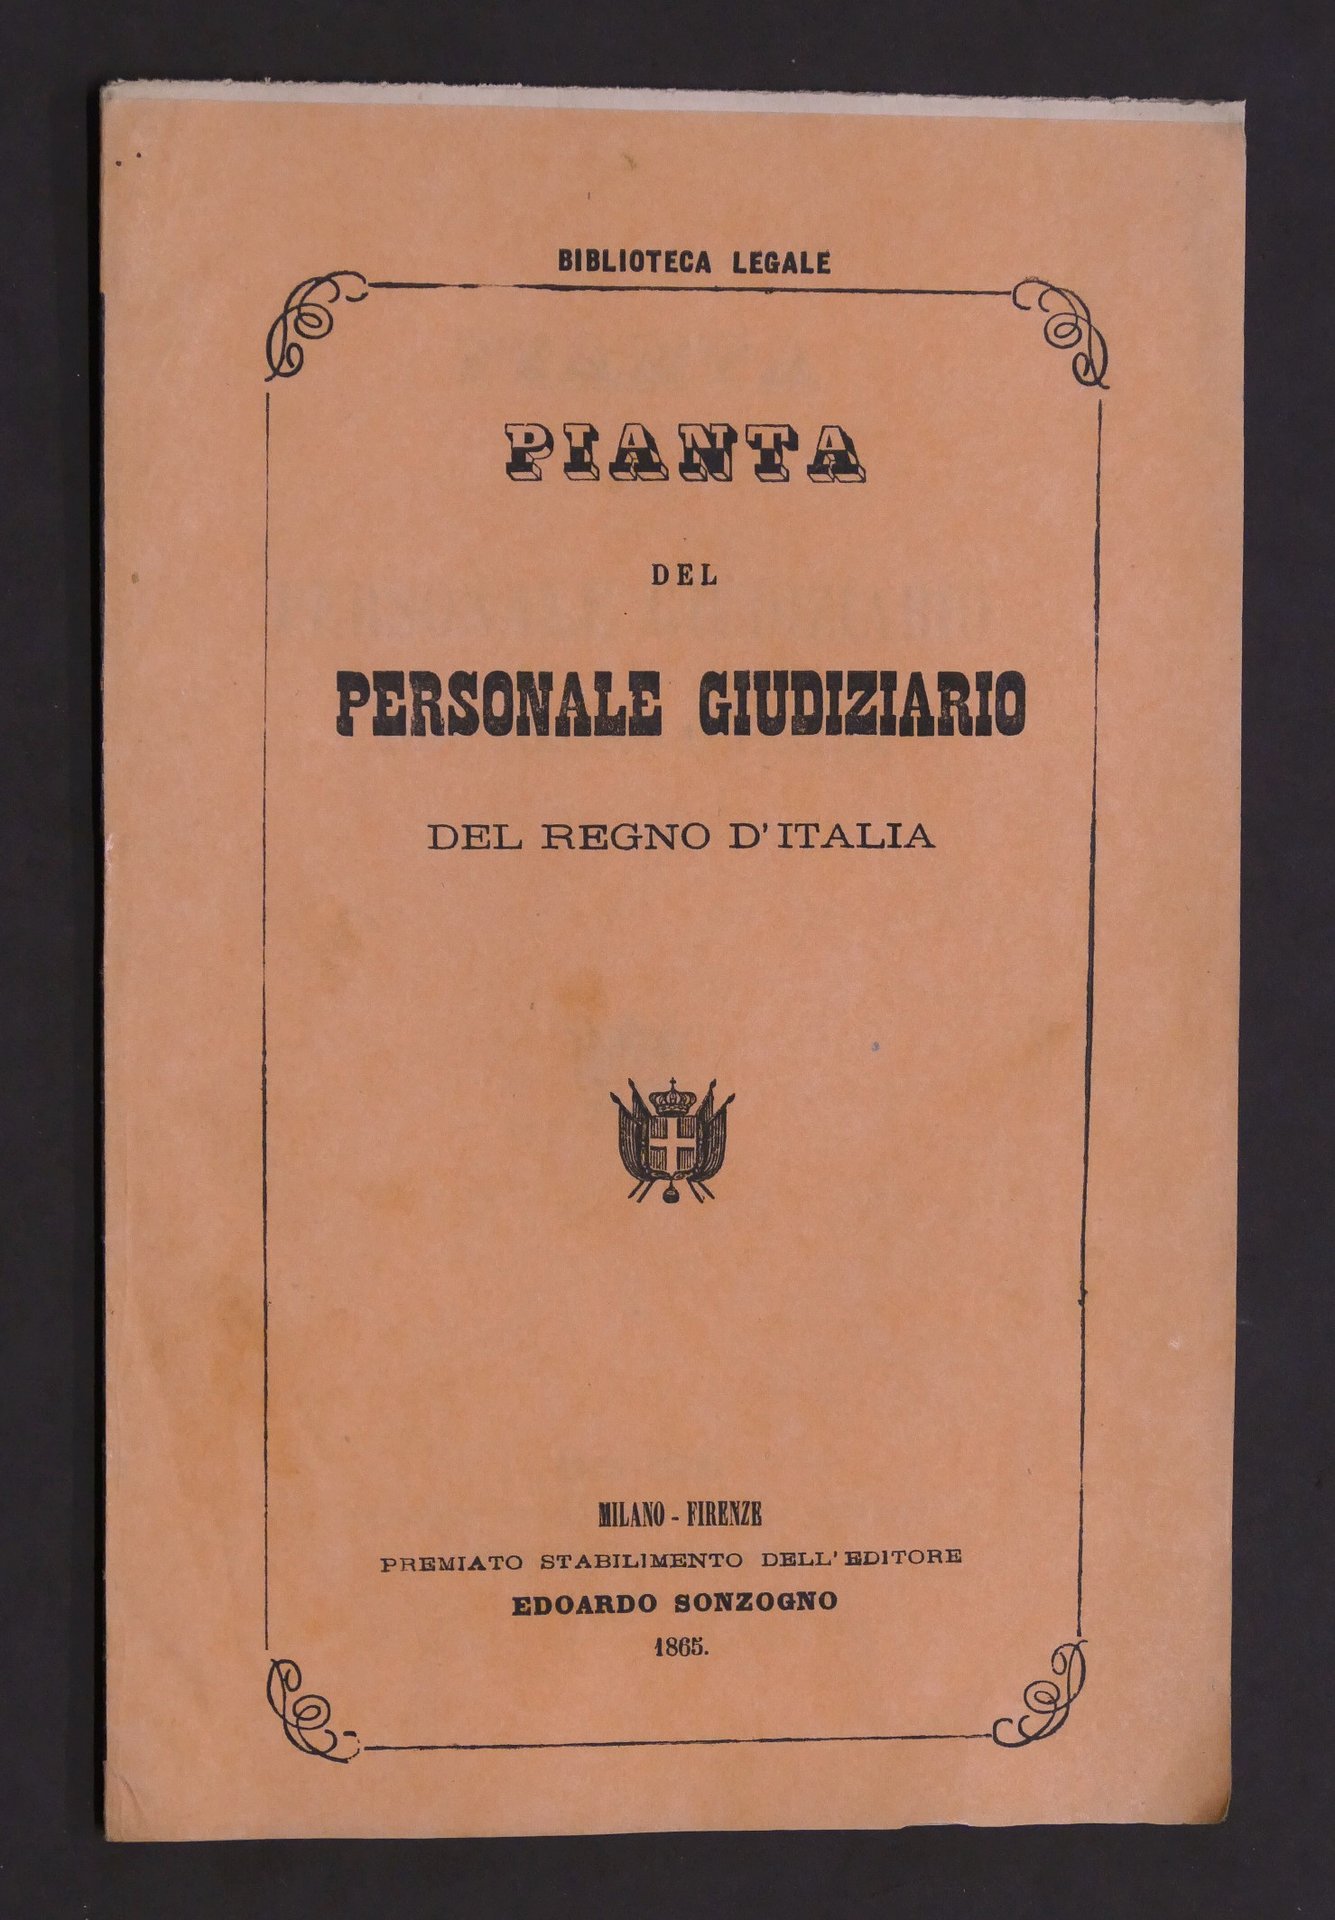 BIBLIOTECA LEGALE
PIANTA
DEL
PERSONALE GIUDIZIARIO
DEL REGNO D'ITALIA
MILANO - FIRENZE
PREMIATO STABILIMENTO DELL'EDITORE
EDOARDO SONZOGNO
1865.